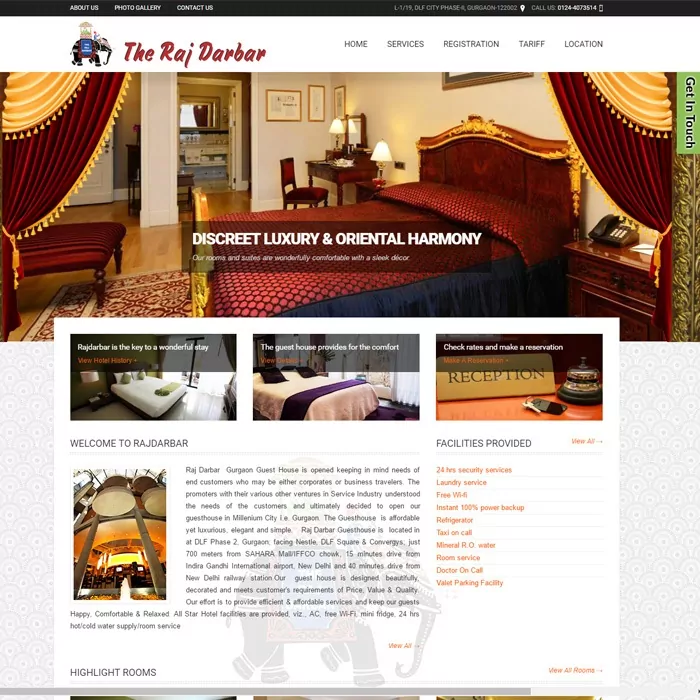 ABOUT US PHOTO GALLERY CONTACT US L-1/19, DLF CITY PHASE-II, GURGAON-122002 CALL US: 0124-4073514
The Raj Darbar
HOME SERVICES REGISTRATION TARIFF LOCATION
Get In Touch
DISCREET LUXURY & ORIENTAL HARMONY
Our rooms and suites are wonderfully comfortable with a sleek décor.
Rajdarbar is the key to a wonderful stay
View Hotel History +
The guest house provides for the comfort
View
Check rates and make a reservation
Make A Reservation +
RECEPTION
WELCOME TO RAJDARBAR
Raj Darbar Gurgaon Guest House is opened keeping in mind needs of
end customers who may be either corporates or business travelers. The
promoters with their various other ventures in Service Industry understood
the needs of the customers and ultimately decided to open our
guesthouse in Millenium City I.e. Gurgaon. The Guesthouse is affordable
yet luxurious, elegant and simple. Raj Darbar Guesthouse is located in
at DLF Phase 2, Gurgaon, facing Nestle, DLF Square & Convergys, just
700 meters from SAHARA Mall/IFFCO chowk, 15 minutes drive from
Indira Gandhi International airport, New Delhi and 40 minutes drive from
New Delhi railway station.Our guest house is designed, beautifully,
decorated and meets customer's requirements of Price, Value & Quality.
Our effort is to provide efficient & affordable services and keep our guests
Happy, Comfortable & Relaxed. All Star Hotel facilities are provided, viz., AC, free Wi-Fi, mini fridge, 24 hrs
hot/cold water supply/room service
View All →
FACILITIES PROVIDED View All →
24 hrs security services
Laundry service
Free Wi-fi
Instant 100% power backup
Refrigerator
Taxi on call
Mineral R.O. water
Room service
Doctor On Call
Valet Parking Facility
HIGHLIGHT ROOMS View All Rooms →